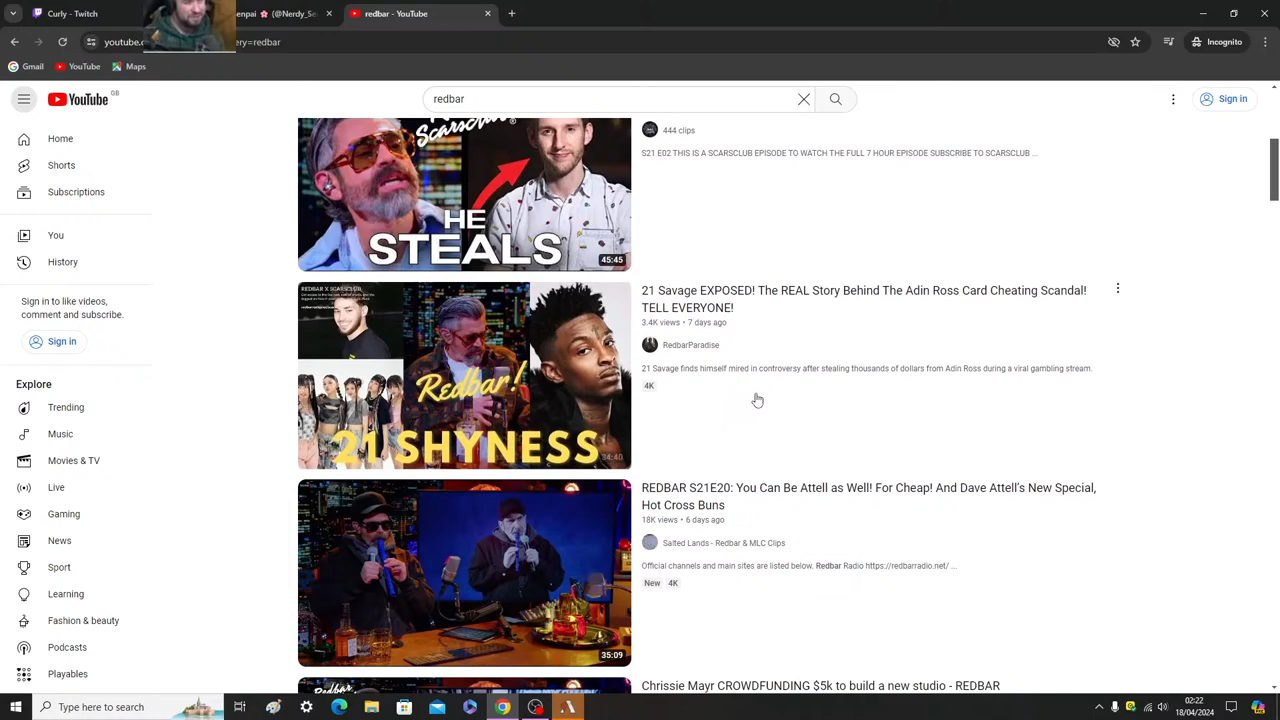 Curly - Twitch
enpai 🌸 (@Nerdy_Se
redbar - YouTube
youtube.c
ery=redbar
Incognito
Gmail
YouTube
Maps
YouTube GB
redbar
Sign in
Home
Shorts
Subscriptions
You
History
Sign in to like videos,
comment and subscribe.
Sign in
Explore
Trending
Music
Movies & TV
Live
Gaming
News
Sport
Learning
Fashion & beauty
Podcasts
Playables
Scarsclub
HE
STEALS
45:45
444 clips
S21 E02 THIS IS A SCARSCLUB EPISODE TO WATCH THE FULL 7 HOUR EPISODE SUBSCRIBE TO SCARSCLUB ...
REDBAR X SCARSCLUB
Redbar!
21 SHYNESS
34:40
21 Savage EXPOSED! The REAL Story Behind The Adin Ross Card Cheating Scandal!
TELL EVERYONE!
3.4K views • 7 days ago
RedbarParadise
21 Savage finds himself mired in controversy after stealing thousands of dollars from Adin Ross during a viral gambling stream.
4K
35:09
REDBAR S21E20: You Can Be Attell as Well! For Cheap! And Dave Attell's New Special,
Hot Cross Buns
18K views • 6 days ago
Salted Lands - Redbar & MLC Clips
Official channels and main sites are listed below. Redbar Radio https://redbarradio.net/ ...
New 4K
Chrissie Mayr CROWDFUNDING $5k to build a new studio - REDBAR
Type here to search
02:22
18/04/2024